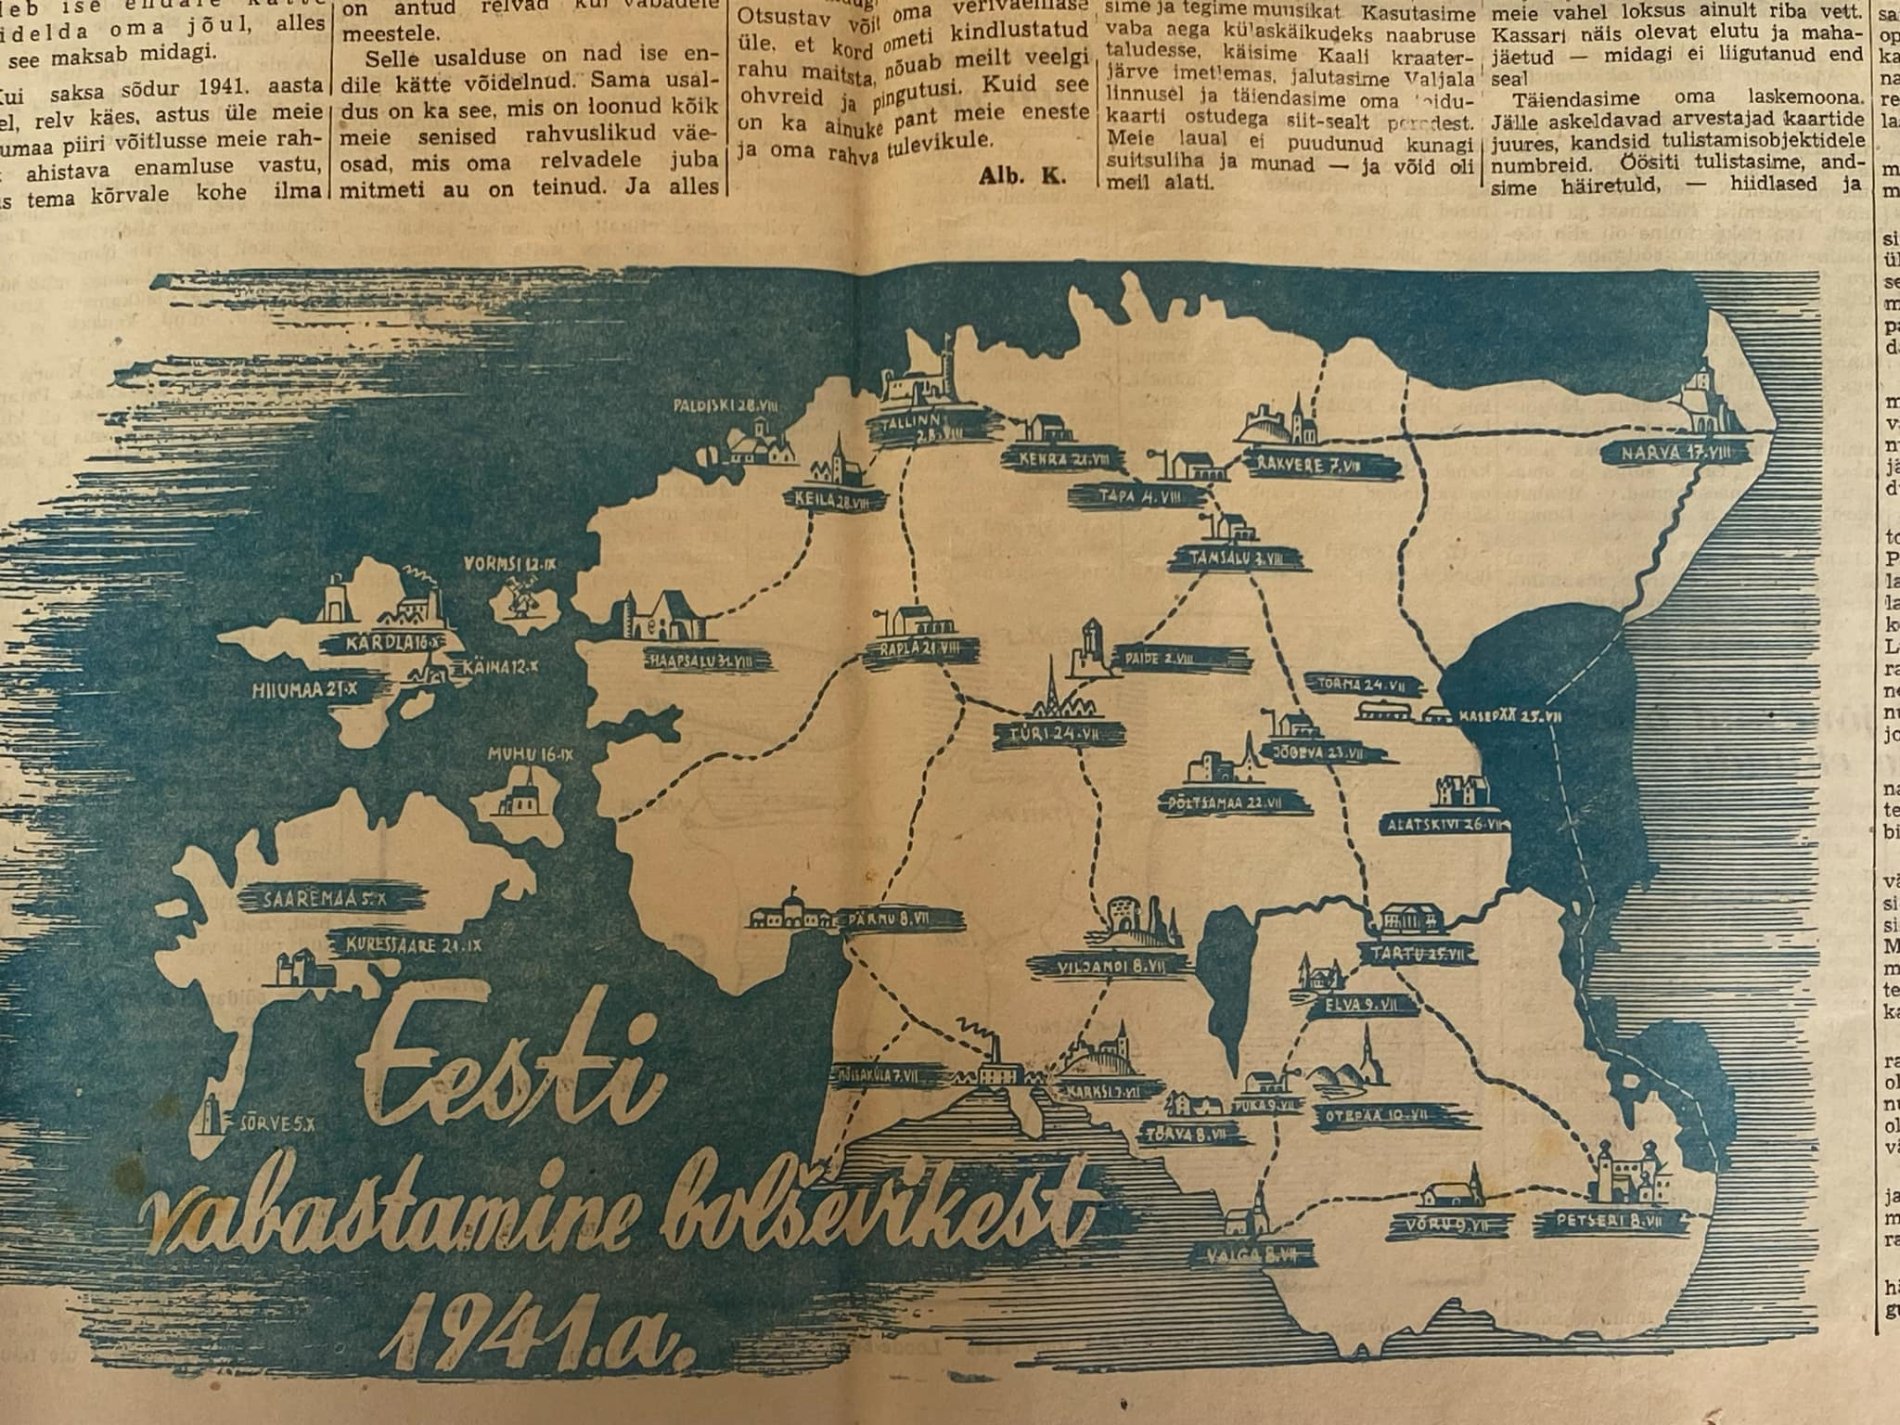 idelda oma jõul, alles
see maksab midagi.
Kui saksa sõdur 1941. aasta
el, relv käes, astus üle meie
umaa piiri võitlusse meie rah-
ahistava enamluse vastu,
s tema kõrvale kohe ilma
on antud relvad kui vabadele
meestele.
Selle usalduse on nad ise en-
dile kätte võidelnud. Sama usal-
dus on ka see, mis on loonud kõik
meie senised rahvuslikud väe-
osad, mis oma relvadele juba
mitmeti au on teinud. Ja alles
Otsustav võit oma verivaenlase
üle, et kord ometi kindlustatud
rahu maitsta, nõuab meilt veelgi
ohvreid ja pingutusi. Kuid see
on ka ainuke pant meie eneste
ja oma rahva tulevikule.
Alb. K.
sime ja tegime muusikat. Kasutasime
vaba aega külaskäikudeks naabruse
taludesse, käisime Kaali kraater-
järve imetlemas, jalutasime Valjala
linnusel ja täiendasime oma
kaarti ostudega siit-sealt peredest.
Meie laual ei puudunud kunagi
suitsuliha ja munad — ja võid oli
meil alati.
meie vahel loksus ainult riba vett.
Kassari näis olevat elutu ja maha-
jäetud — midagi ei liigutanud end
seal
Täiendasime oma laskemoona.
Jälle askeldavad arvestajad kaartide
juures, kandsid tulistamisobjektidele
numbreid. Öösiti tulistasime, and-
sime häiretuld, — hiidlased ja
PALDISKI 28.VIII
TALLINN
28.VIII
KEHRA 21.VIII
RAKVERE 7.VIII
NARVA 17.VIII
KEILA 28.VIII
TAPA 4.VIII
TAMSALU 3.VIII
VORMSI 12.IX
KÄRDLA 16.X
KÄINA 12.X
HIIUMAA 21.X
HAAPSALU 31.VIII
RAPLA 21.VIII
PAIDE 2.VIII
TORMA 24.VII
KASEPÄÄ 25.VII
TÜRI 24.VII
JÕGEVA 23.VII
MUHU 16.IX
PÕLTSAMAA 22.VII
ALATSKIVI 26.VII
SAAREMAA 5.X
KURESSAARE 21.IX
PÄRNU 8.VII
VILJANDI 8.VII
TARTU 25.VII
ELVA 9.VII
MÕISAKÜLA 7.VII
KARKSI 7.VII
PUKA 9.VII
OTEPÄÄ 10.VII
SÕRVE 5.X
TÕRVA 8.VII
VÕRU 9.VII
PETSERI 8.VII
VALGA 8.VII
Eesti
vabastamine bolševikest
1941.a.